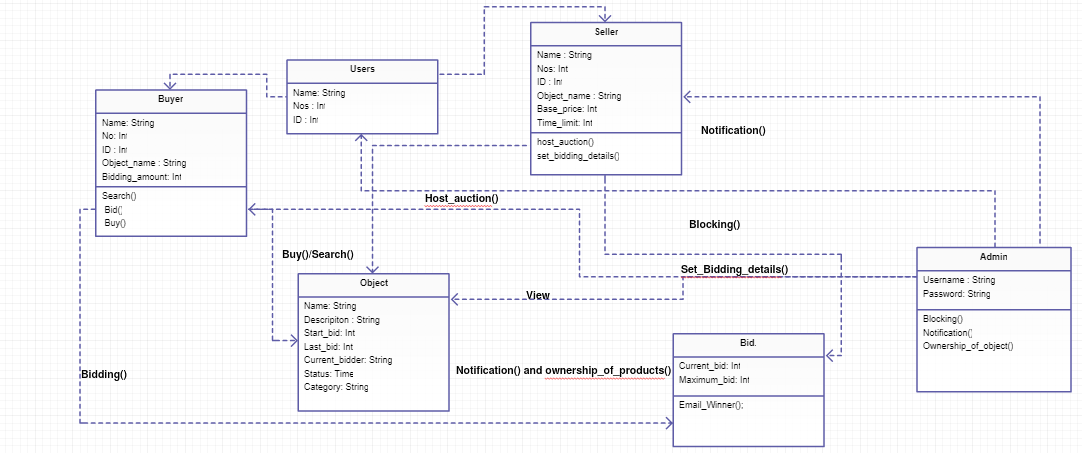 Seller
Name : String
Nos: Int
ID : Int
Object_name : String
Base_price: Int
Time_limit: Int
host_auction()
set_bidding_details()
Users
Name: String
Nos : Int
ID : Int
Buyer
Name: String
No: Int
ID : Int
Object_name : String
Bidding_amount: Int
Search()
Bid()
Buy()
Notification()
Host_auction()
Blocking()
Buy()/Search()
Set_Bidding_details()
View
Admin
Username : String
Password: String
Blocking()
Notification()
Ownership_of_object()
Object
Name: String
Descripiton : String
Start_bid: Int
Last_bid: Int
Current_bidder: String
Status: Time
Category: String
Bid.
Current_bid: Int
Maximum_bid: Int
Email_Winner();
Notification() and ownership_of_products()
Bidding()